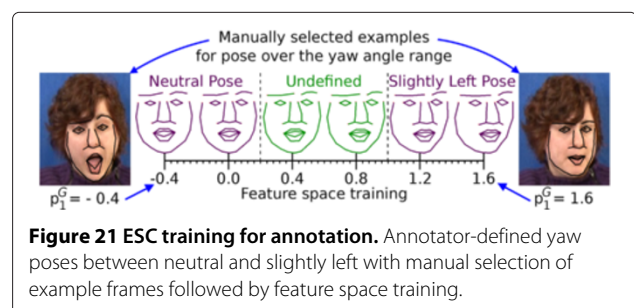 Manually selected examples
for pose over the yaw angle range
Neutral Pose Undefined Slightly Left Pose
-0.4 0.0 0.4 0.8 1.2 1.6
p₁ᴳ= - 0.4 Feature space training p₁ᴳ= 1.6
Figure 21 ESC training for annotation. Annotator-defined yaw
poses between neutral and slightly left with manual selection of
example frames followed by feature space training.